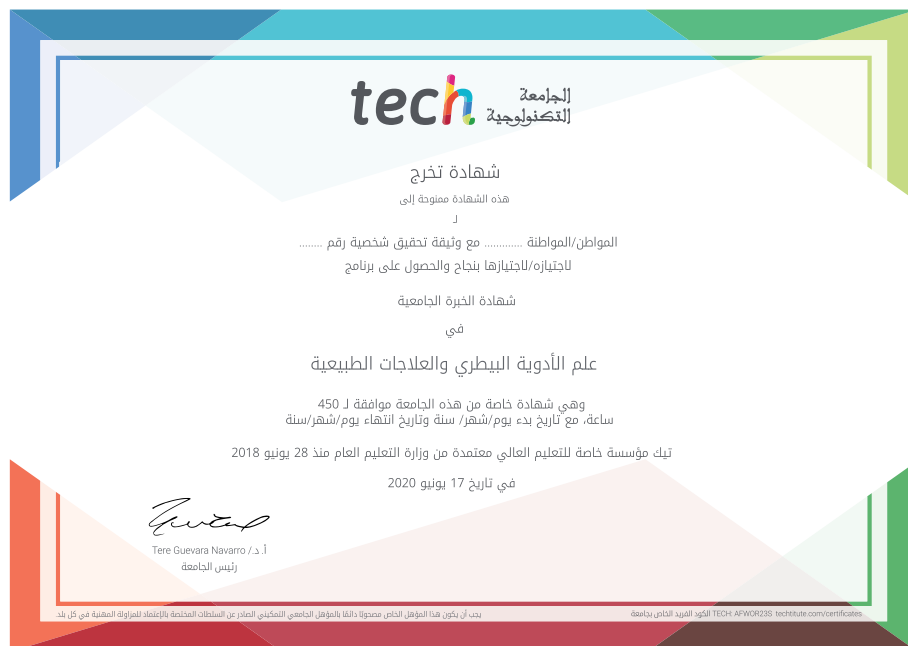 tech
الجامعة
التكنولوجية
شهادة تخرج
هذه الشهادة ممنوحة إلى
لـ
المواطن/المواطنة ............. مع وثيقة تحقيق شخصية رقم ........
لاجتيازه/لاجتيازها بنجاح والحصول على برنامج
شهادة الخبرة الجامعية
في
علم الأدوية البيطري والعلاجات الطبيعية
وهي شهادة خاصة من هذه الجامعة موافقة لـ 450
ساعة، مع تاريخ بدء يوم/شهر/ سنة وتاريخ انتهاء يوم/شهر/سنة
تيك مؤسسة خاصة للتعليم العالي معتمدة من وزارة التعليم العام منذ 28 يونيو 2018
في تاريخ 17 يونيو 2020
أ. د./ Tere Guevara Navarro
رئيس الجامعة
يجب أن يكون هذا المؤهل الخاص مصحوبًا دائمًا بالمؤهل الجامعي التمكيني الصادر عن السلطات المختصة بالإعتماد للمزاولة المهنية في كل بلد.
الكود الفريد الخاص بجامعة TECH: AFWOR23S techtitute.com/certificates